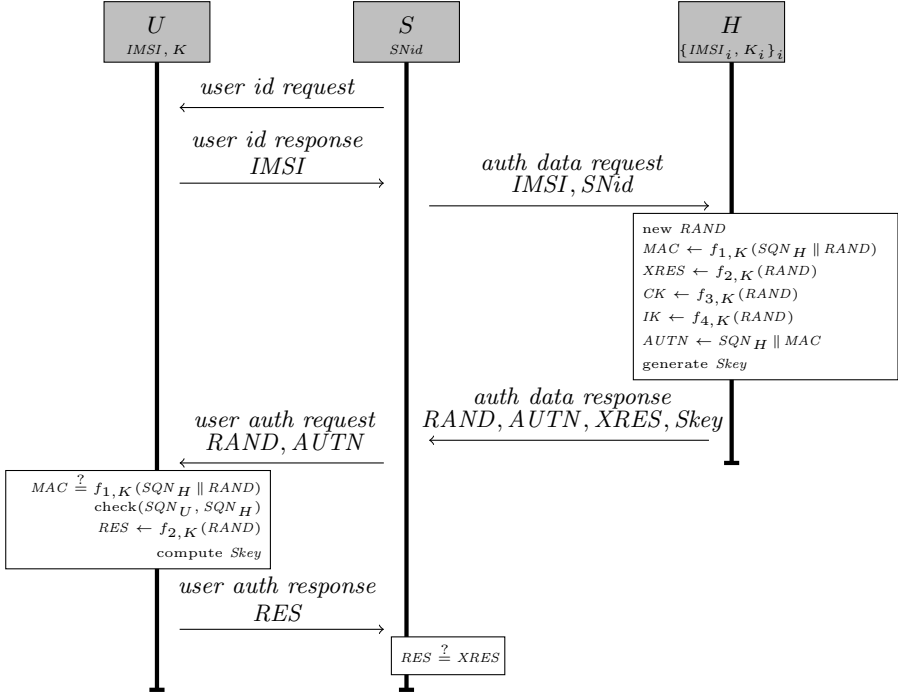 U
IMSI, K
S
SNid
H
{IMSI_i, K_i}_i
user id request
user id response
IMSI
auth data request
IMSI, SNid
new RAND
MAC ← f_{1,K}(SQN_H ∥ RAND)
XRES ← f_{2,K}(RAND)
CK ← f_{3,K}(RAND)
IK ← f_{4,K}(RAND)
AUTN ← SQN_H ∥ MAC
generate Skey
auth data response
RAND, AUTN, XRES, Skey
user auth request
RAND, AUTN
MAC ≟ f_{1,K}(SQN_H ∥ RAND)
check(SQN_U, SQN_H)
RES ← f_{2,K}(RAND)
compute Skey
user auth response
RES
RES ≟ XRES